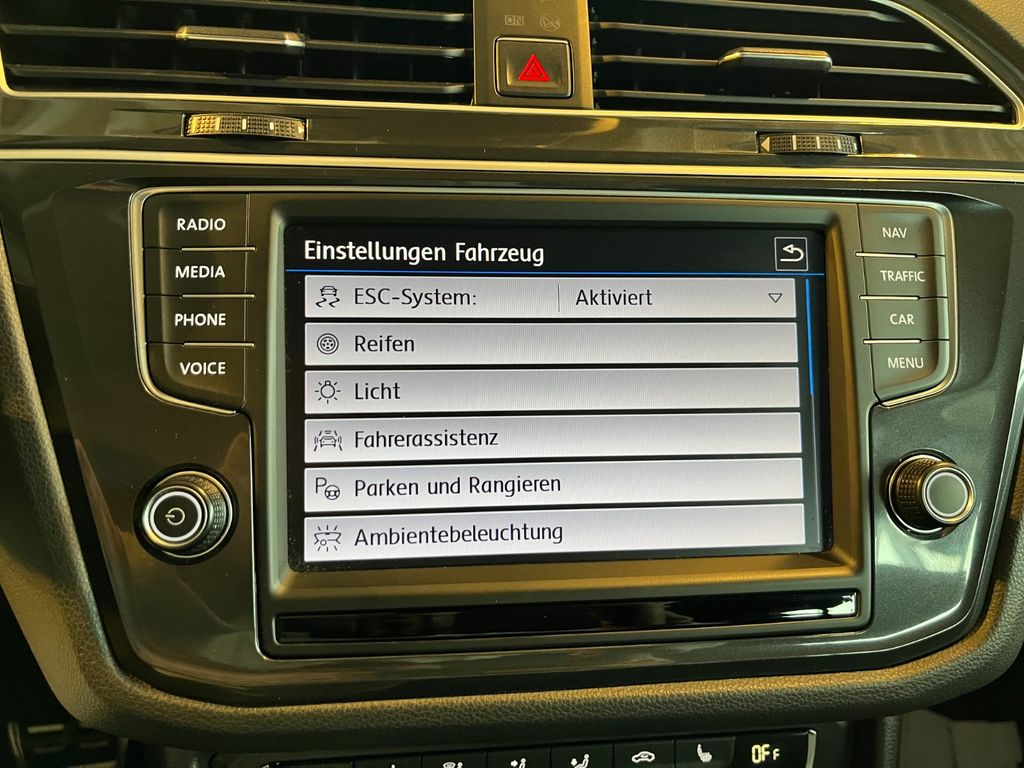 ON
RADIO
MEDIA
PHONE
VOICE
Einstellungen Fahrzeug
ESC-System: Aktiviert
Reifen
Licht
Fahrerassistenz
Parken und Rangieren
Ambientebeleuchtung
NAV
TRAFFIC
CAR
MENU
OFF